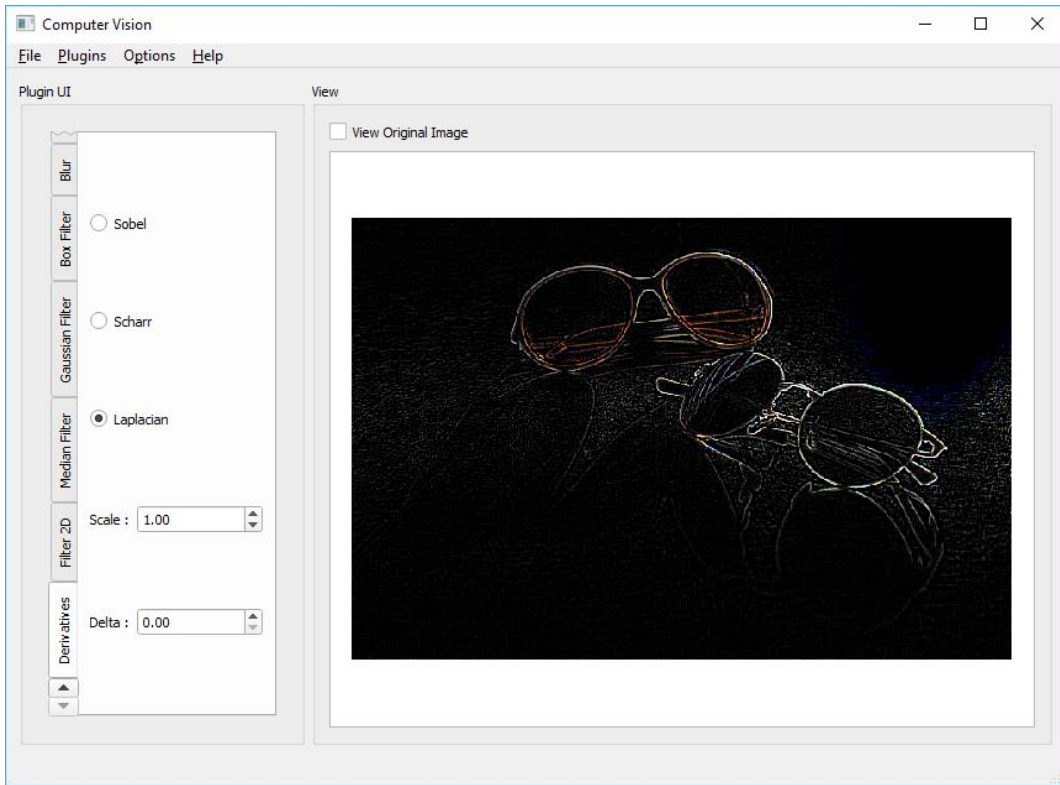 Computer Vision
File Plugins Options Help
Plugin UI
View
View Original Image
Blur
Box Filter
Gaussian Filter
Median Filter
Filter 2D
Derivatives
Sobel
Scharr
Laplacian
Scale : 1.00
Delta : 0.00